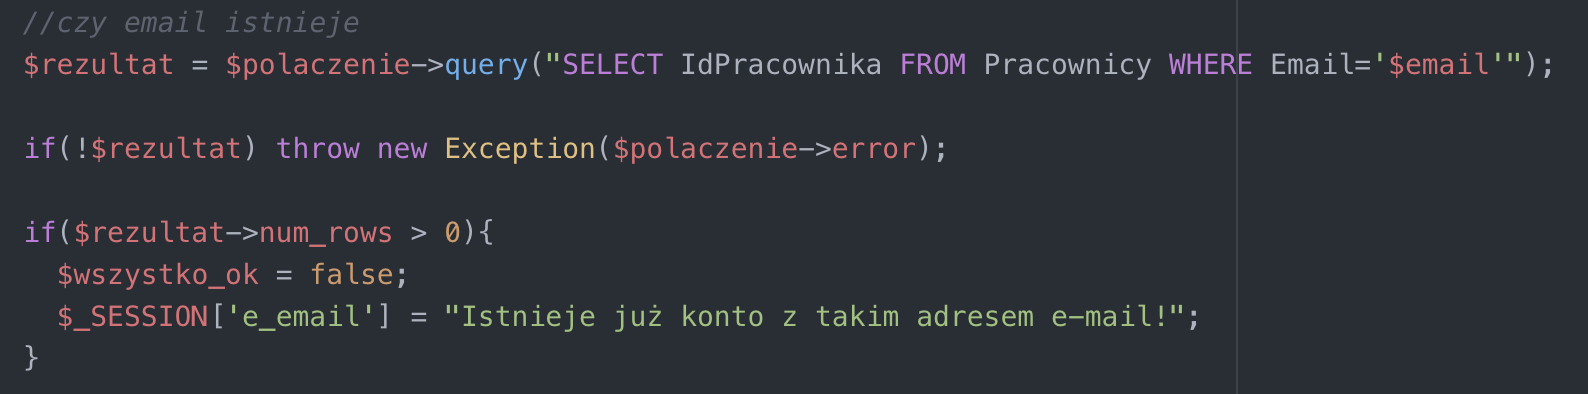 //czy email istnieje
$rezultat = $polaczenie->query("SELECT IdPracownika FROM Pracownicy WHERE Email='$email'");
if(!$rezultat) throw new Exception($polaczenie->error);
if($rezultat->num_rows > 0){
$wszystko_ok = false;
$_SESSION['e_email'] = "Istnieje już konto z takim adresem e-mail!";
}